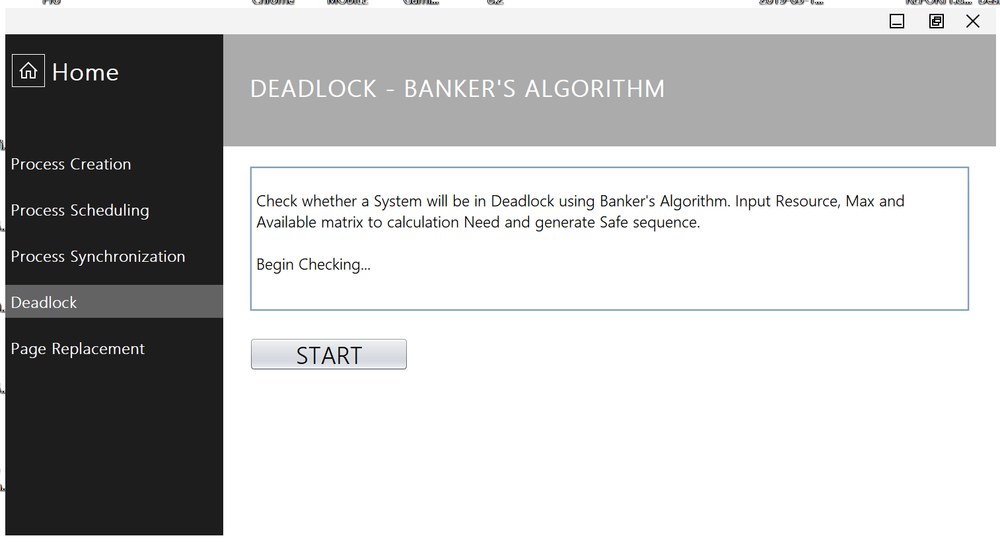 Home
DEADLOCK - BANKER'S ALGORITHM
Process Creation
Process Scheduling
Process Synchronization
Deadlock
Page Replacement
Check whether a System will be in Deadlock using Banker's Algorithm. Input Resource, Max and
Available matrix to calculation Need and generate Safe sequence.
Begin Checking...
START